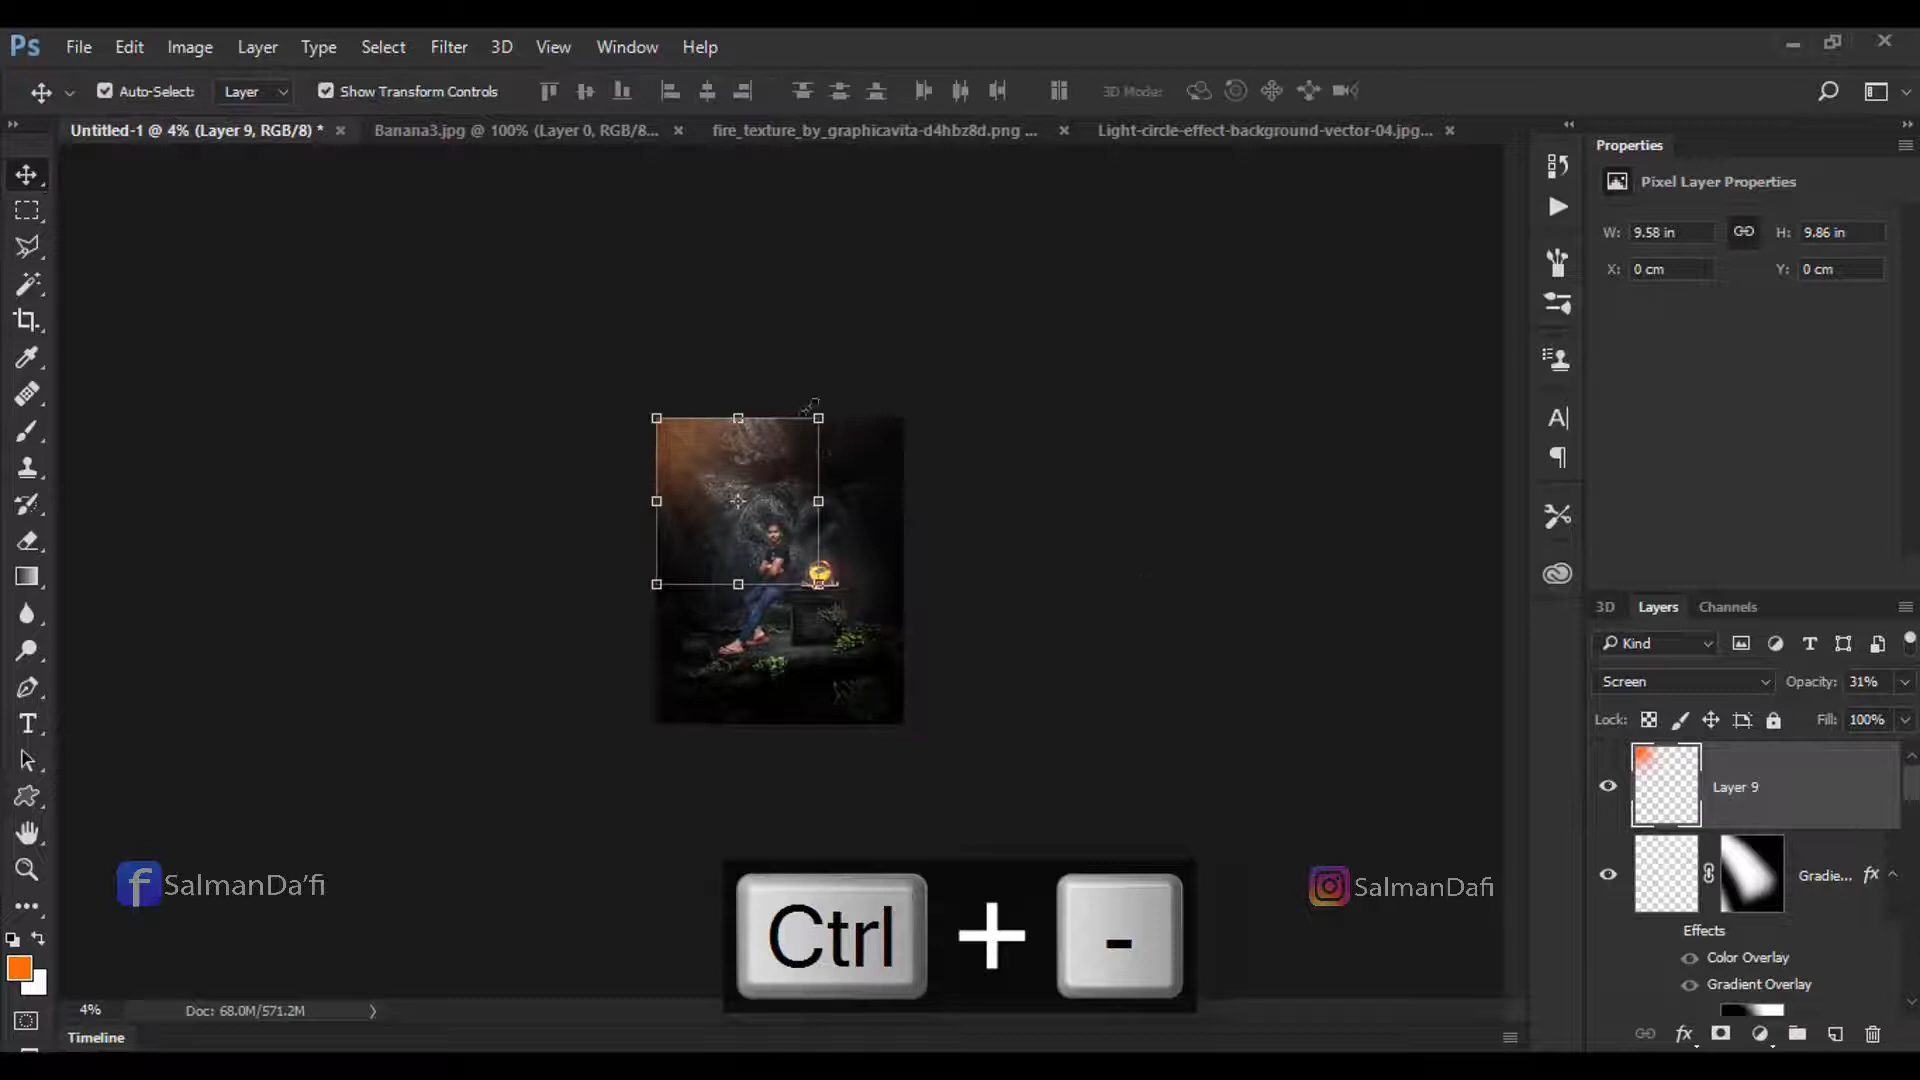 Ps File Edit Image Layer Type Select Filter 3D View Window Help
Auto-Select: Layer Show Transform Controls 3D Mode:
Untitled-1 @ 4% (Layer 9, RGB/8) * Banana3.jpg @ 100% (Layer 0, RGB/8... fire_texture_by_graphicavita-d4hbz8d.png ... Light-circle-effect-background-vector-04.jpg...
Properties
Pixel Layer Properties
W: 9.58 in H: 9.86 in
X: 0 cm Y: 0 cm
3D Layers Channels
Kind
Screen Opacity: 31%
Lock: Fill: 100%
Layer 9
Gradie... fx
Effects
Color Overlay
Gradient Overlay
f SalmanDa'fi
SalmanDafi
Ctrl + -
4% Doc: 68.0M/571.2M
Timeline
fx